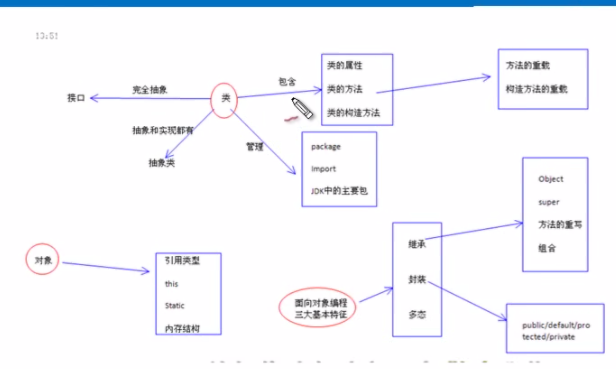 类的属性
方法的重载
包含
完全抽象
类的方法
接口
类
构造方法的重载
类的构造方法
抽象和实现都有
管理
package
抽象类
Import
JDK中的主要包
Object
super
继承
方法的重写
对象
引用类型
组合
this
封装
面向对象编程
三大基本特征
Static
多态
public/default/pro
tected/private
内存结构